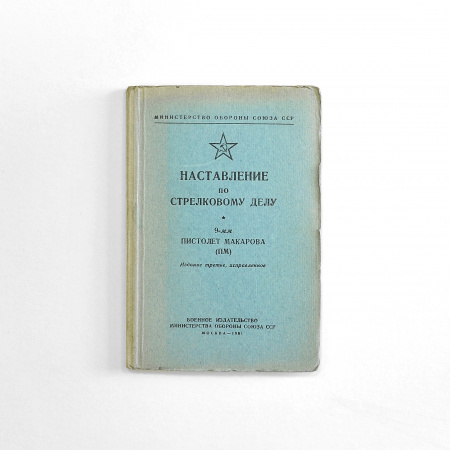 МИНИСТЕРСТВО ОБОРОНЫ СОЮЗА ССР
НАСТАВЛЕНИЕ
ПО
СТРЕЛКОВОМУ ДЕЛУ
9-мм
ПИСТОЛЕТ МАКАРОВА
(ПМ)
Издание третье, исправленное
ВОЕННОЕ ИЗДАТЕЛЬСТВО
МИНИСТЕРСТВА ОБОРОНЫ СОЮЗА ССР
МОСКВА—1961